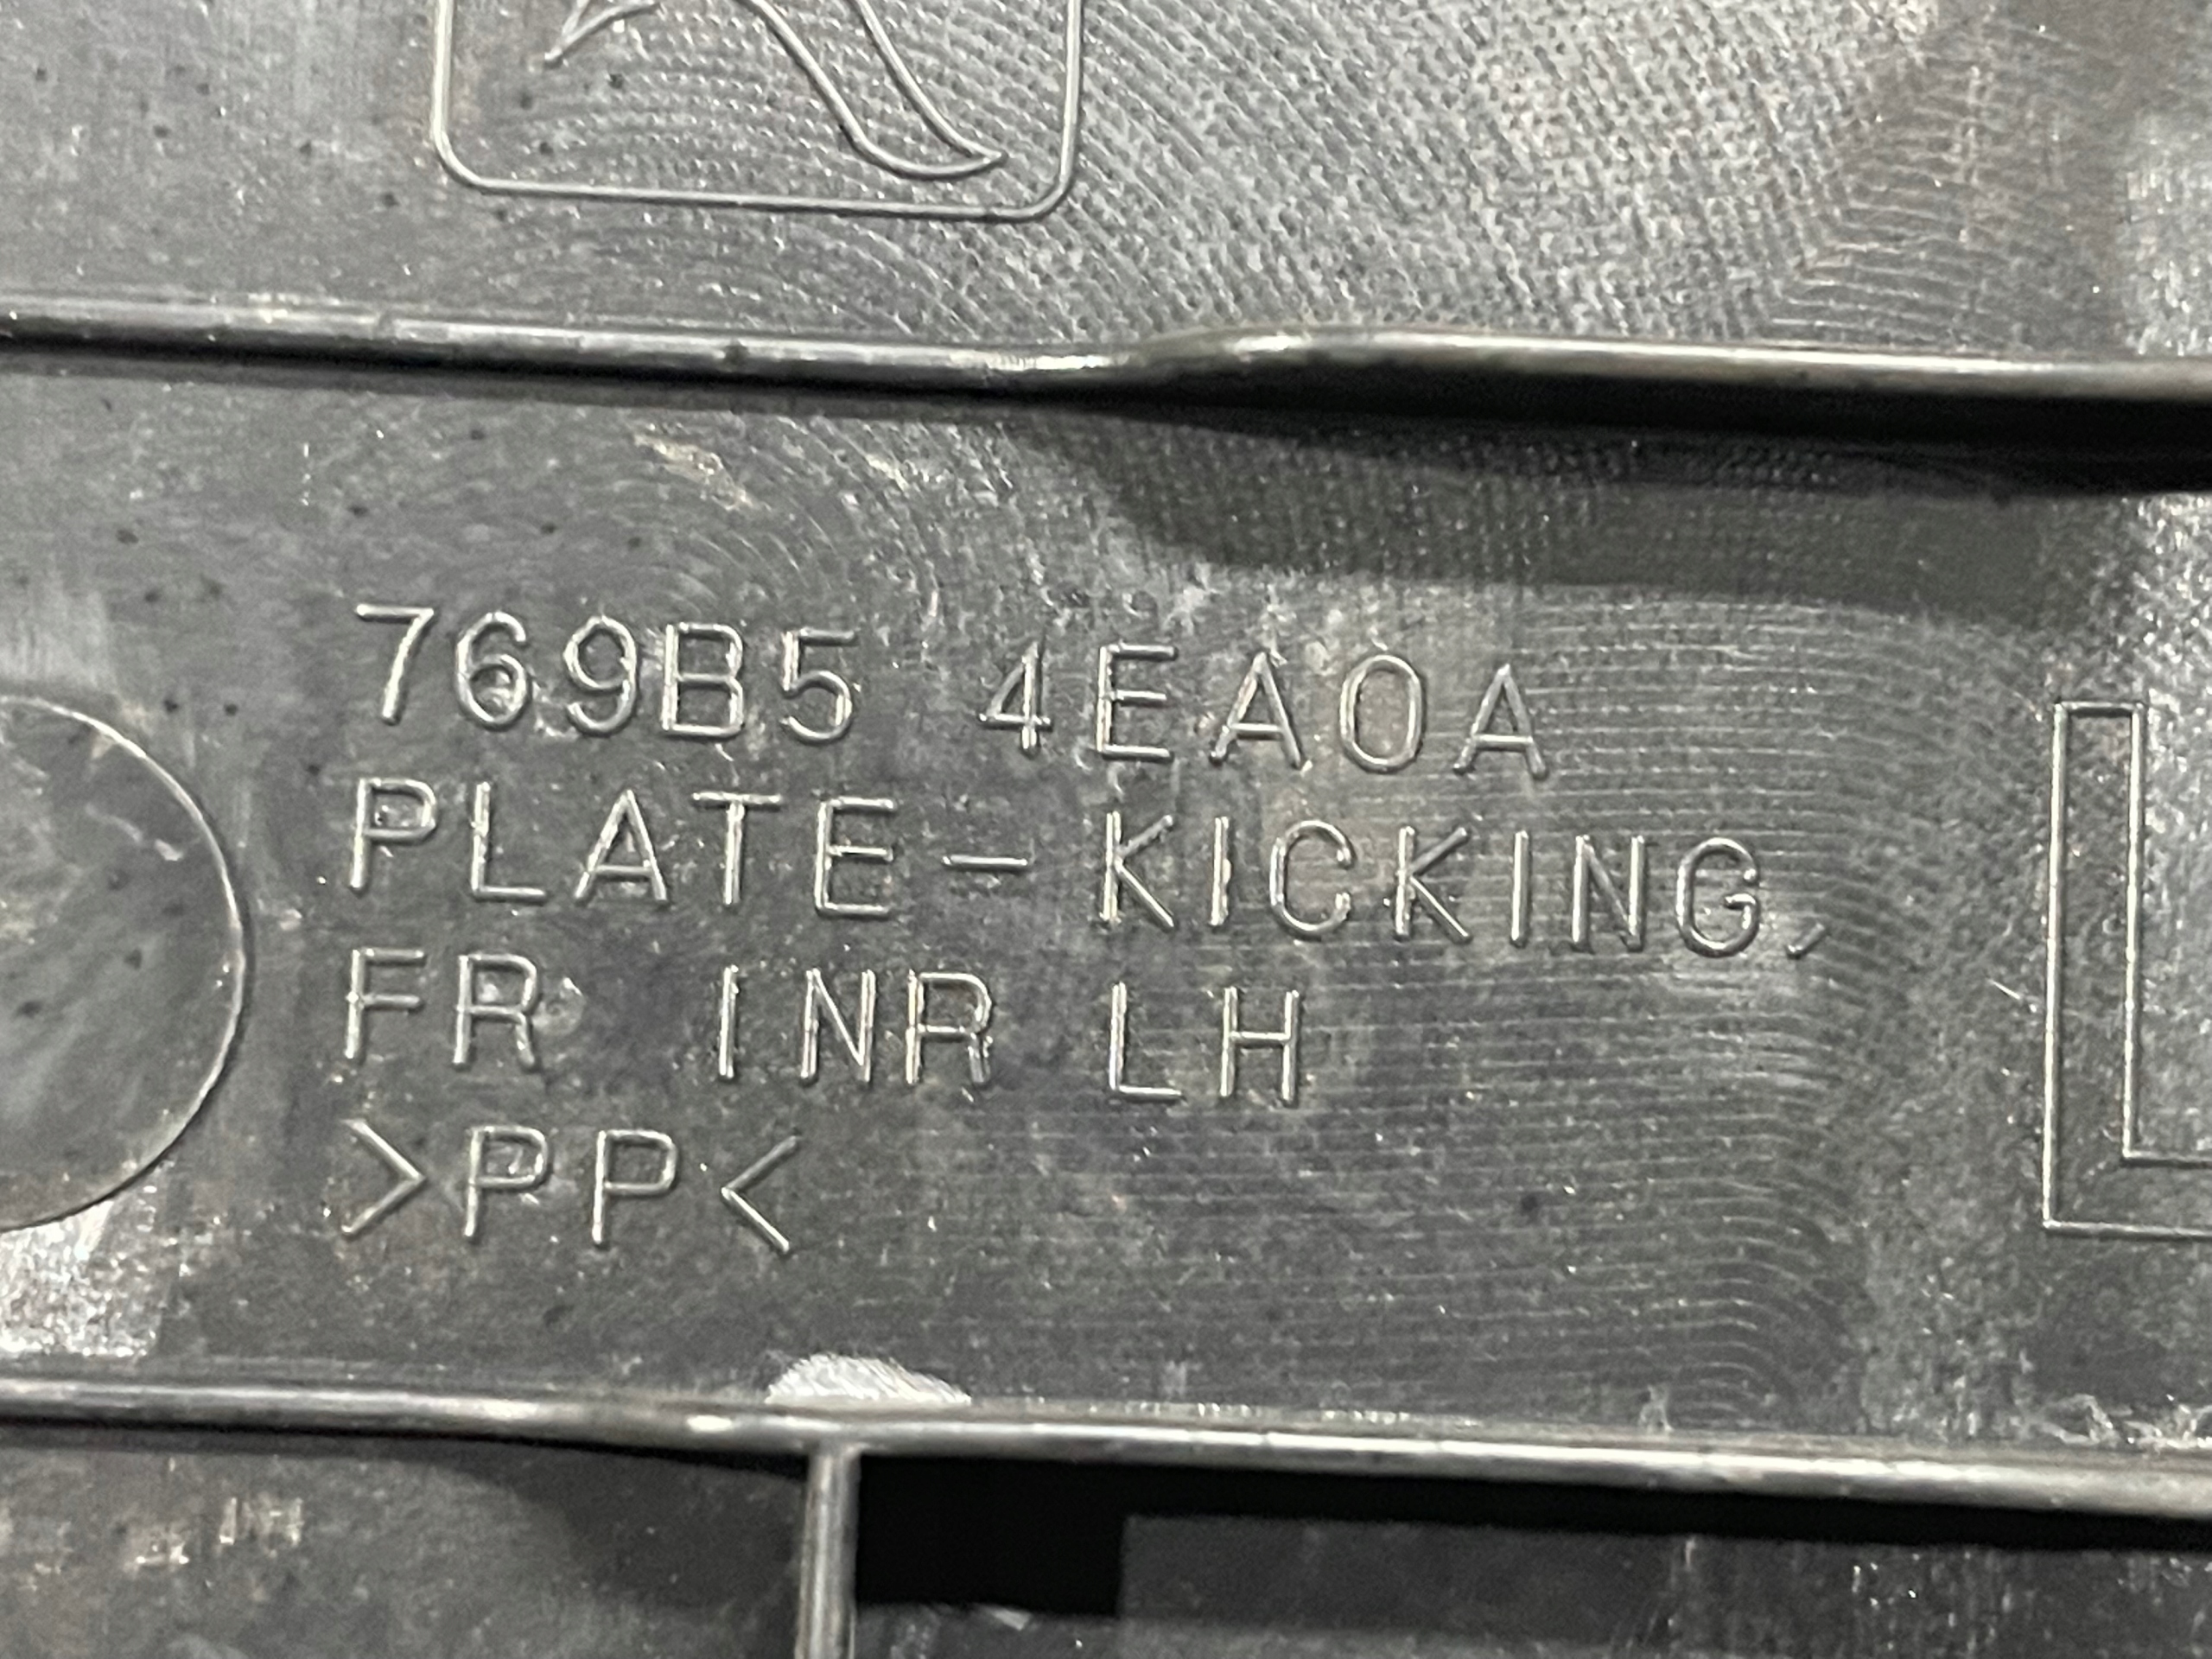 769B5 4EA0A
PLATE-KICKING,
FR INR LH
>PP<
L